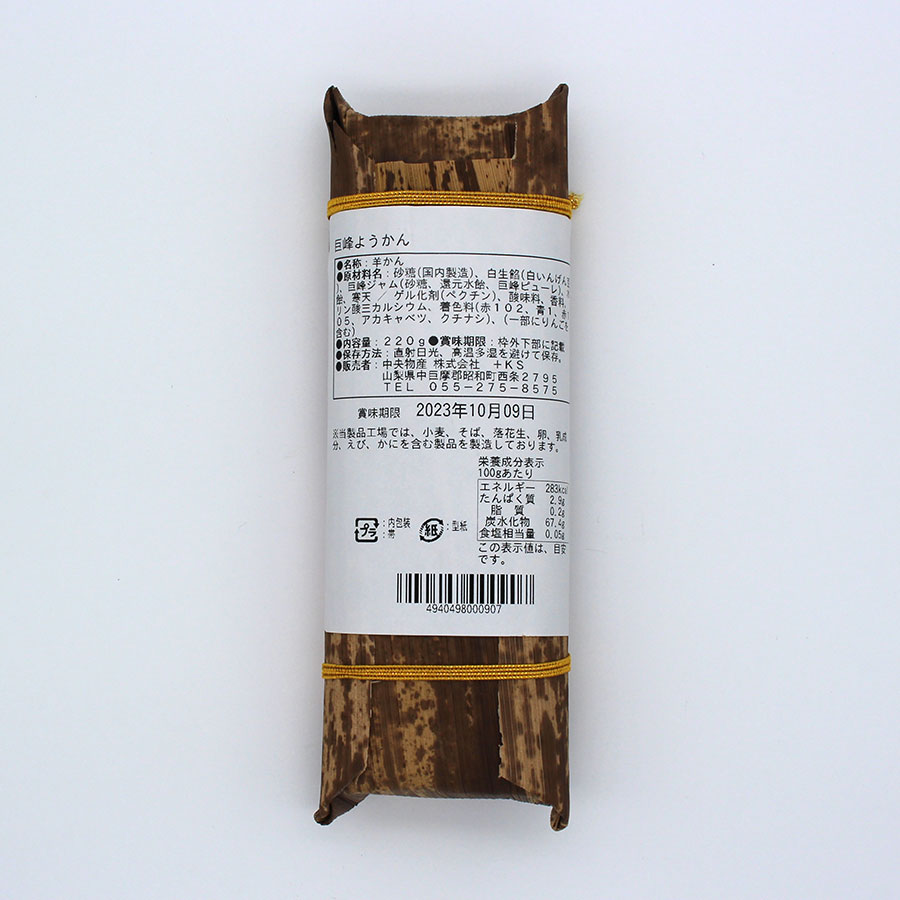 巨峰ようかん
●名称：羊かん
●原材料名：砂糖(国内製造)、白生餡(白いんげん
)、巨峰ジャム(砂糖、還元水飴、巨峰ピューレ)、
飴、寒天 ／ ゲル化剤(ペクチン)、酸味料、香料、
リン酸三カルシウム、着色料(赤１０２、青１、
０５、アカキャベツ、クチナシ)、(一部にりんごを
含む)
●内容量：２２０ｇ●賞味期限：枠外下部に記載
●保存方法：直射日光、高温多湿を避けて保存。
●販売者：中央物産 株式会社 ＋ＫＳ
山梨県中巨摩郡昭和町西条２７９５
ＴＥＬ ０５５-２７５-８５７５
賞味期限 2023年10月09日
※当製品工場では、小麦、そば、落花生、卵、乳成
分、えび、かにを含む製品を製造しております。
栄養成分表示
100gあたり
エネルギー 283kcal
たんぱく質 2.9g
脂 質 0.2g
炭水化物 67.4g
食塩相当量 0.05g
この表示値は、目安
です。
プラ ：内包装
：帯
紙 ：型紙
4940498000907